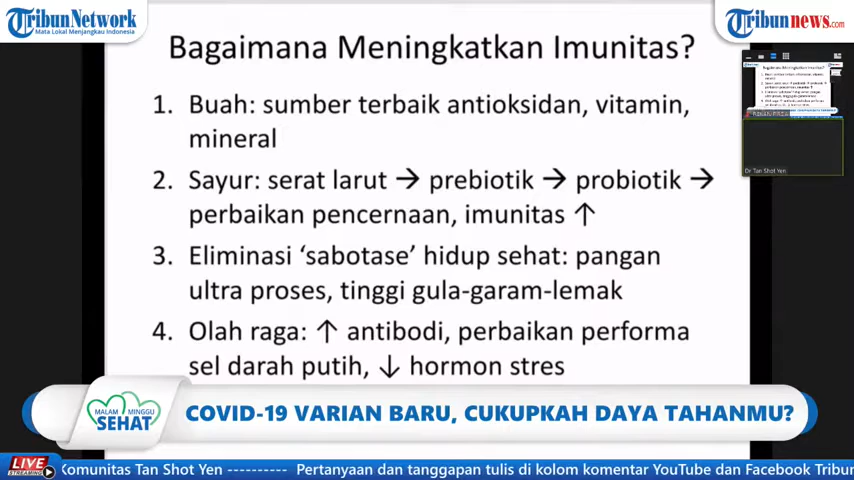 TribunNetwork
Mata Lokal Menjangkau Indonesia
Tribunnews.com
Bagaimana Meningkatkan Imunitas?
1. Buah: sumber terbaik antioksidan, vitamin,
mineral
2. Sayur: serat larut → prebiotik → probiotik →
perbaikan pencernaan, imunitas ↑
3. Eliminasi ‘sabotase’ hidup sehat: pangan
ultra proses, tinggi gula-garam-lemak
4. Olah raga: ↑ antibodi, perbaikan performa
sel darah putih, ↓ hormon stres
Dr Tan Shot Yen
MALAM MINGGU
SEHAT
COVID-19 VARIAN BARU, CUKUPKAH DAYA TAHANMU?
LIVE
STREAMING
Komunitas Tan Shot Yen ---------- Pertanyaan dan tanggapan tulis di kolom komentar YouTube dan Facebook Tribun